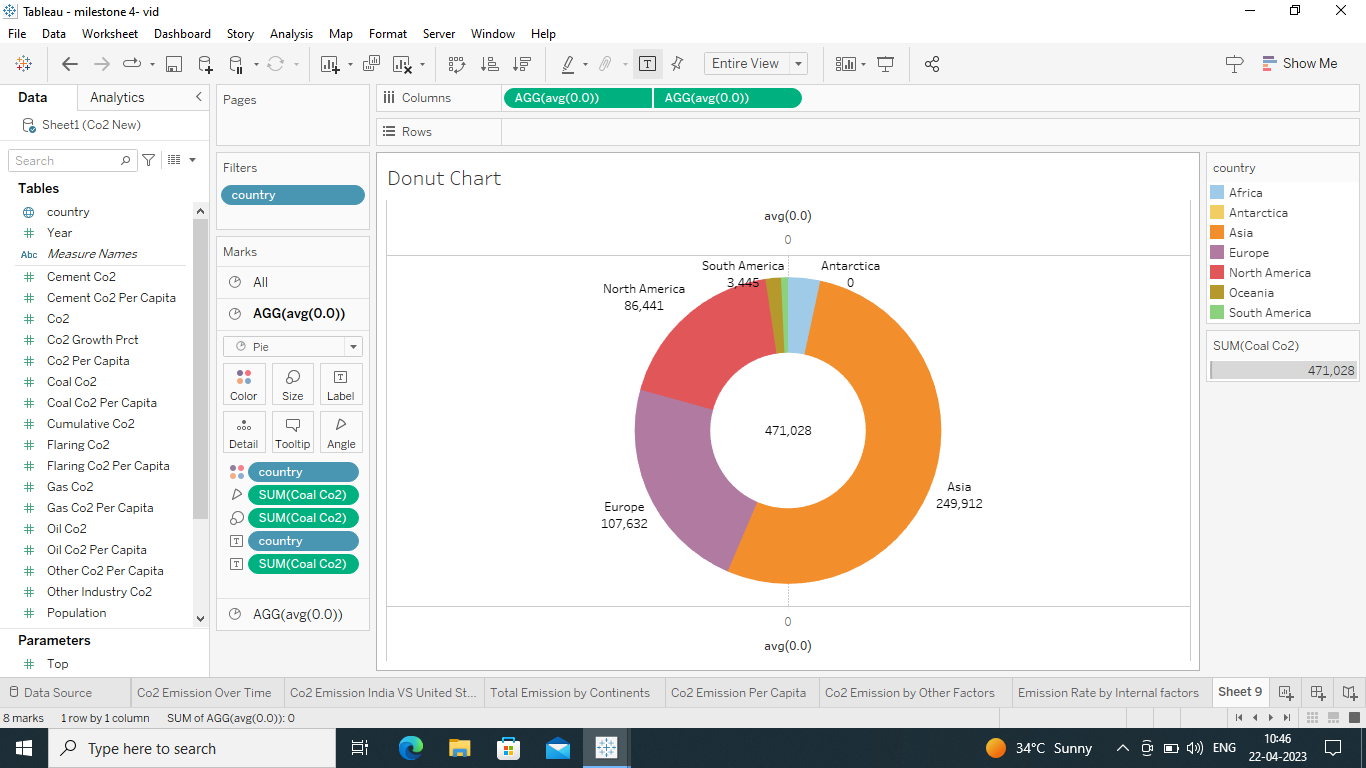 Tableau - milestone 4- vid
File Data Worksheet Dashboard Story Analysis Map Format Server Window Help
Entire View
Show Me
Data Analytics
Sheet1 (Co2 New)
Search
Tables
country
Year
Measure Names
Cement Co2
Cement Co2 Per Capita
Co2
Co2 Growth Prct
Co2 Per Capita
Coal Co2
Coal Co2 Per Capita
Cumulative Co2
Flaring Co2
Flaring Co2 Per Capita
Gas Co2
Gas Co2 Per Capita
Oil Co2
Oil Co2 Per Capita
Other Co2 Per Capita
Other Industry Co2
Population
Parameters
Top
Pages
Filters
country
Marks
All
AGG(avg(0.0))
Pie
Color Size Label
Detail Tooltip Angle
country
SUM(Coal Co2)
SUM(Coal Co2)
country
SUM(Coal Co2)
AGG(avg(0.0))
Columns AGG(avg(0.0)) AGG(avg(0.0))
Rows
Donut Chart
avg(0.0)
0
South America
3,445
Antarctica
0
North America
86,441
471,028
Asia
249,912
Europe
107,632
0
avg(0.0)
country
Africa
Antarctica
Asia
Europe
North America
Oceania
South America
SUM(Coal Co2)
471,028
Data Source Co2 Emission Over Time Co2 Emission India VS United St... Total Emission by Continents Co2 Emission Per Capita Co2 Emission by Other Factors Emission Rate by Internal factors Sheet 9
8 marks 1 row by 1 column SUM of AGG(avg(0.0)): 0
Type here to search
34°C Sunny
ENG
10:46
22-04-2023